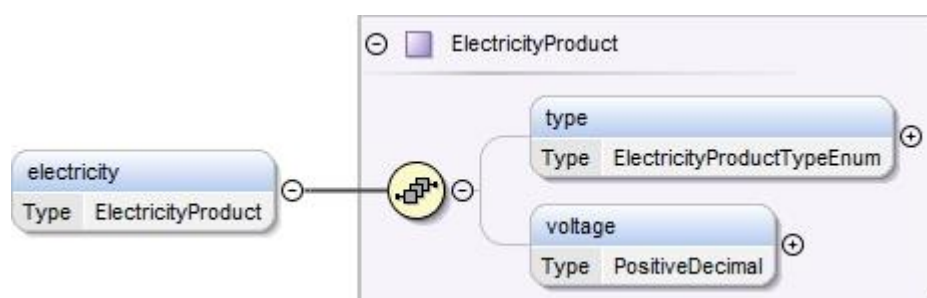 ElectricityProduct
type
Type ElectricityProductTypeEnum
electricity
Type ElectricityProduct
voltage
Type PositiveDecimal